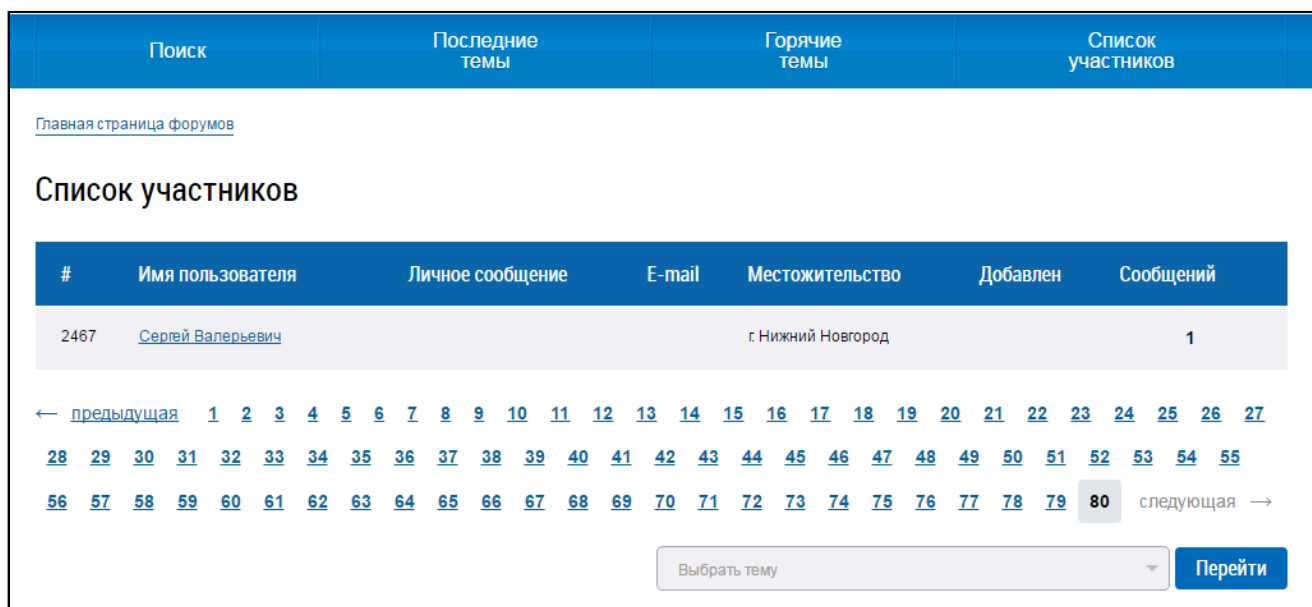 Поиск
Последние
темы
Горячие
темы
Список
участников
Главная страница форумов
Список участников
# Имя пользователя Личное сообщение E-mail Местожительство Добавлен Сообщений
2467 Сергей Валерьевич г. Нижний Новгород 1
← предыдущая 1 2 3 4 5 6 7 8 9 10 11 12 13 14 15 16 17 18 19 20 21 22 23 24 25 26 27
28 29 30 31 32 33 34 35 36 37 38 39 40 41 42 43 44 45 46 47 48 49 50 51 52 53 54 55
56 57 58 59 60 61 62 63 64 65 66 67 68 69 70 71 72 73 74 75 76 77 78 79 80 следующая →
Выбрать тему Перейти